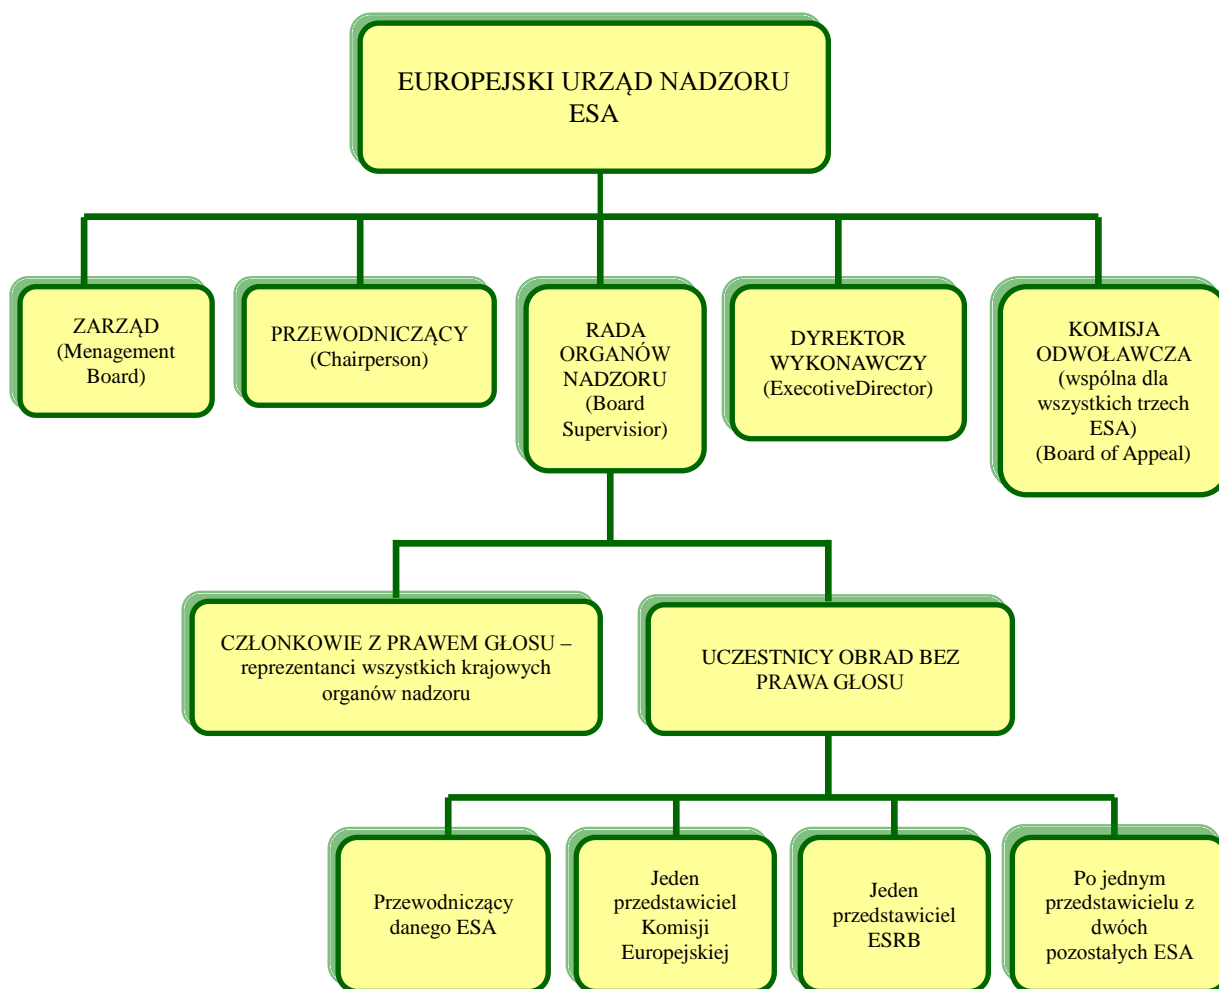 EUROPEJSKI URZĄD NADZORU
ESA
ZARZĄD
(Menagement
Board)
PRZEWODNICZĄCY
(Chairperson)
RADA
ORGANÓW
NADZORU
(Board
Supervisior)
DYREKTOR
WYKONAWCZY
(ExecotiveDirector)
KOMISJA
ODWOŁAWCZA
(wspólna dla
wszystkich trzech
ESA)
(Board of Appeal)
CZŁONKOWIE Z PRAWEM GŁOSU –
reprezentanci wszystkich krajowych
organów nadzoru
UCZESTNICY OBRAD BEZ
PRAWA GŁOSU
Przewodniczący
danego ESA
Jeden
przedstawiciel
Komisji
Europejskiej
Jeden
przedstawiciel
ESRB
Po jednym
przedstawicielu z
dwóch
pozostałych ESA